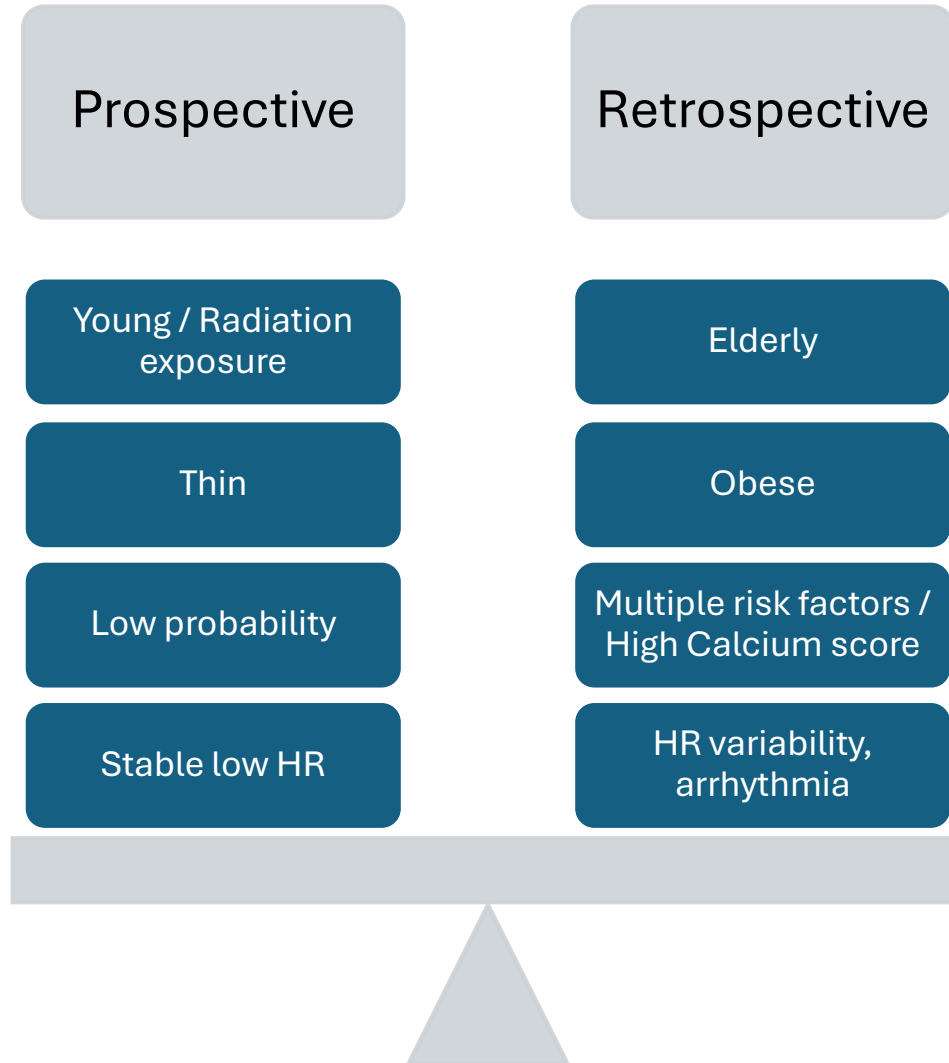 Prospective
Retrospective
Young / Radiation
exposure
Elderly
Thin
Obese
Low probability
Multiple risk factors /
High Calcium score
Stable low HR
HR variability,
arrhythmia